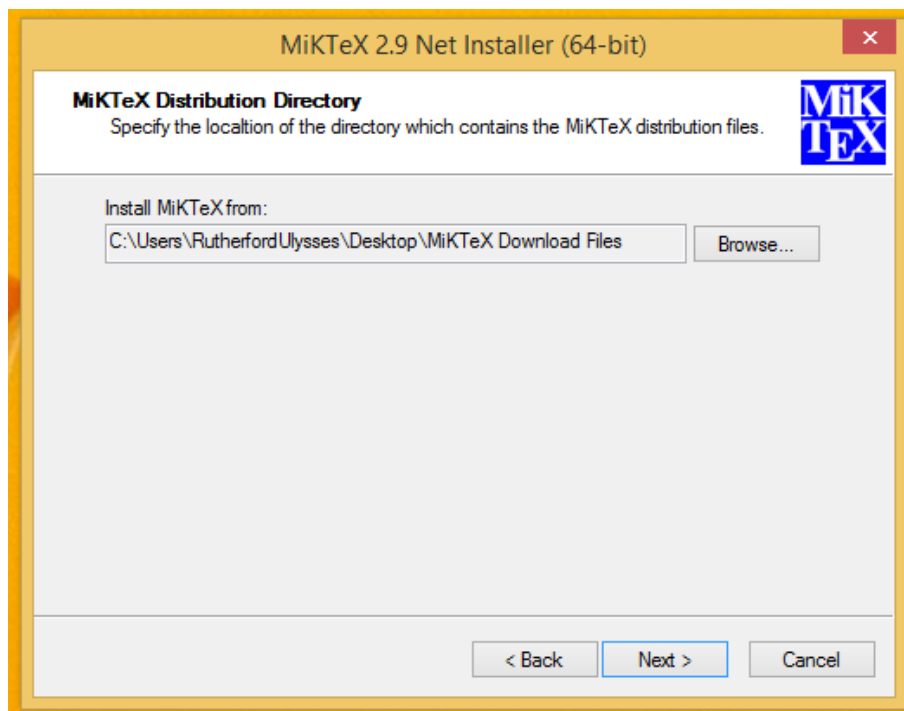 MiKTeX 2.9 Net Installer (64-bit)
×
MiKTeX Distribution Directory
Specify the localtion of the directory which contains the MiKTeX distribution files.
MiK
TEX
Install MiKTeX from:
C:\Users\RutherfordUlysses\Desktop\MiKTeX Download Files
Browse...
< Back
Next >
Cancel